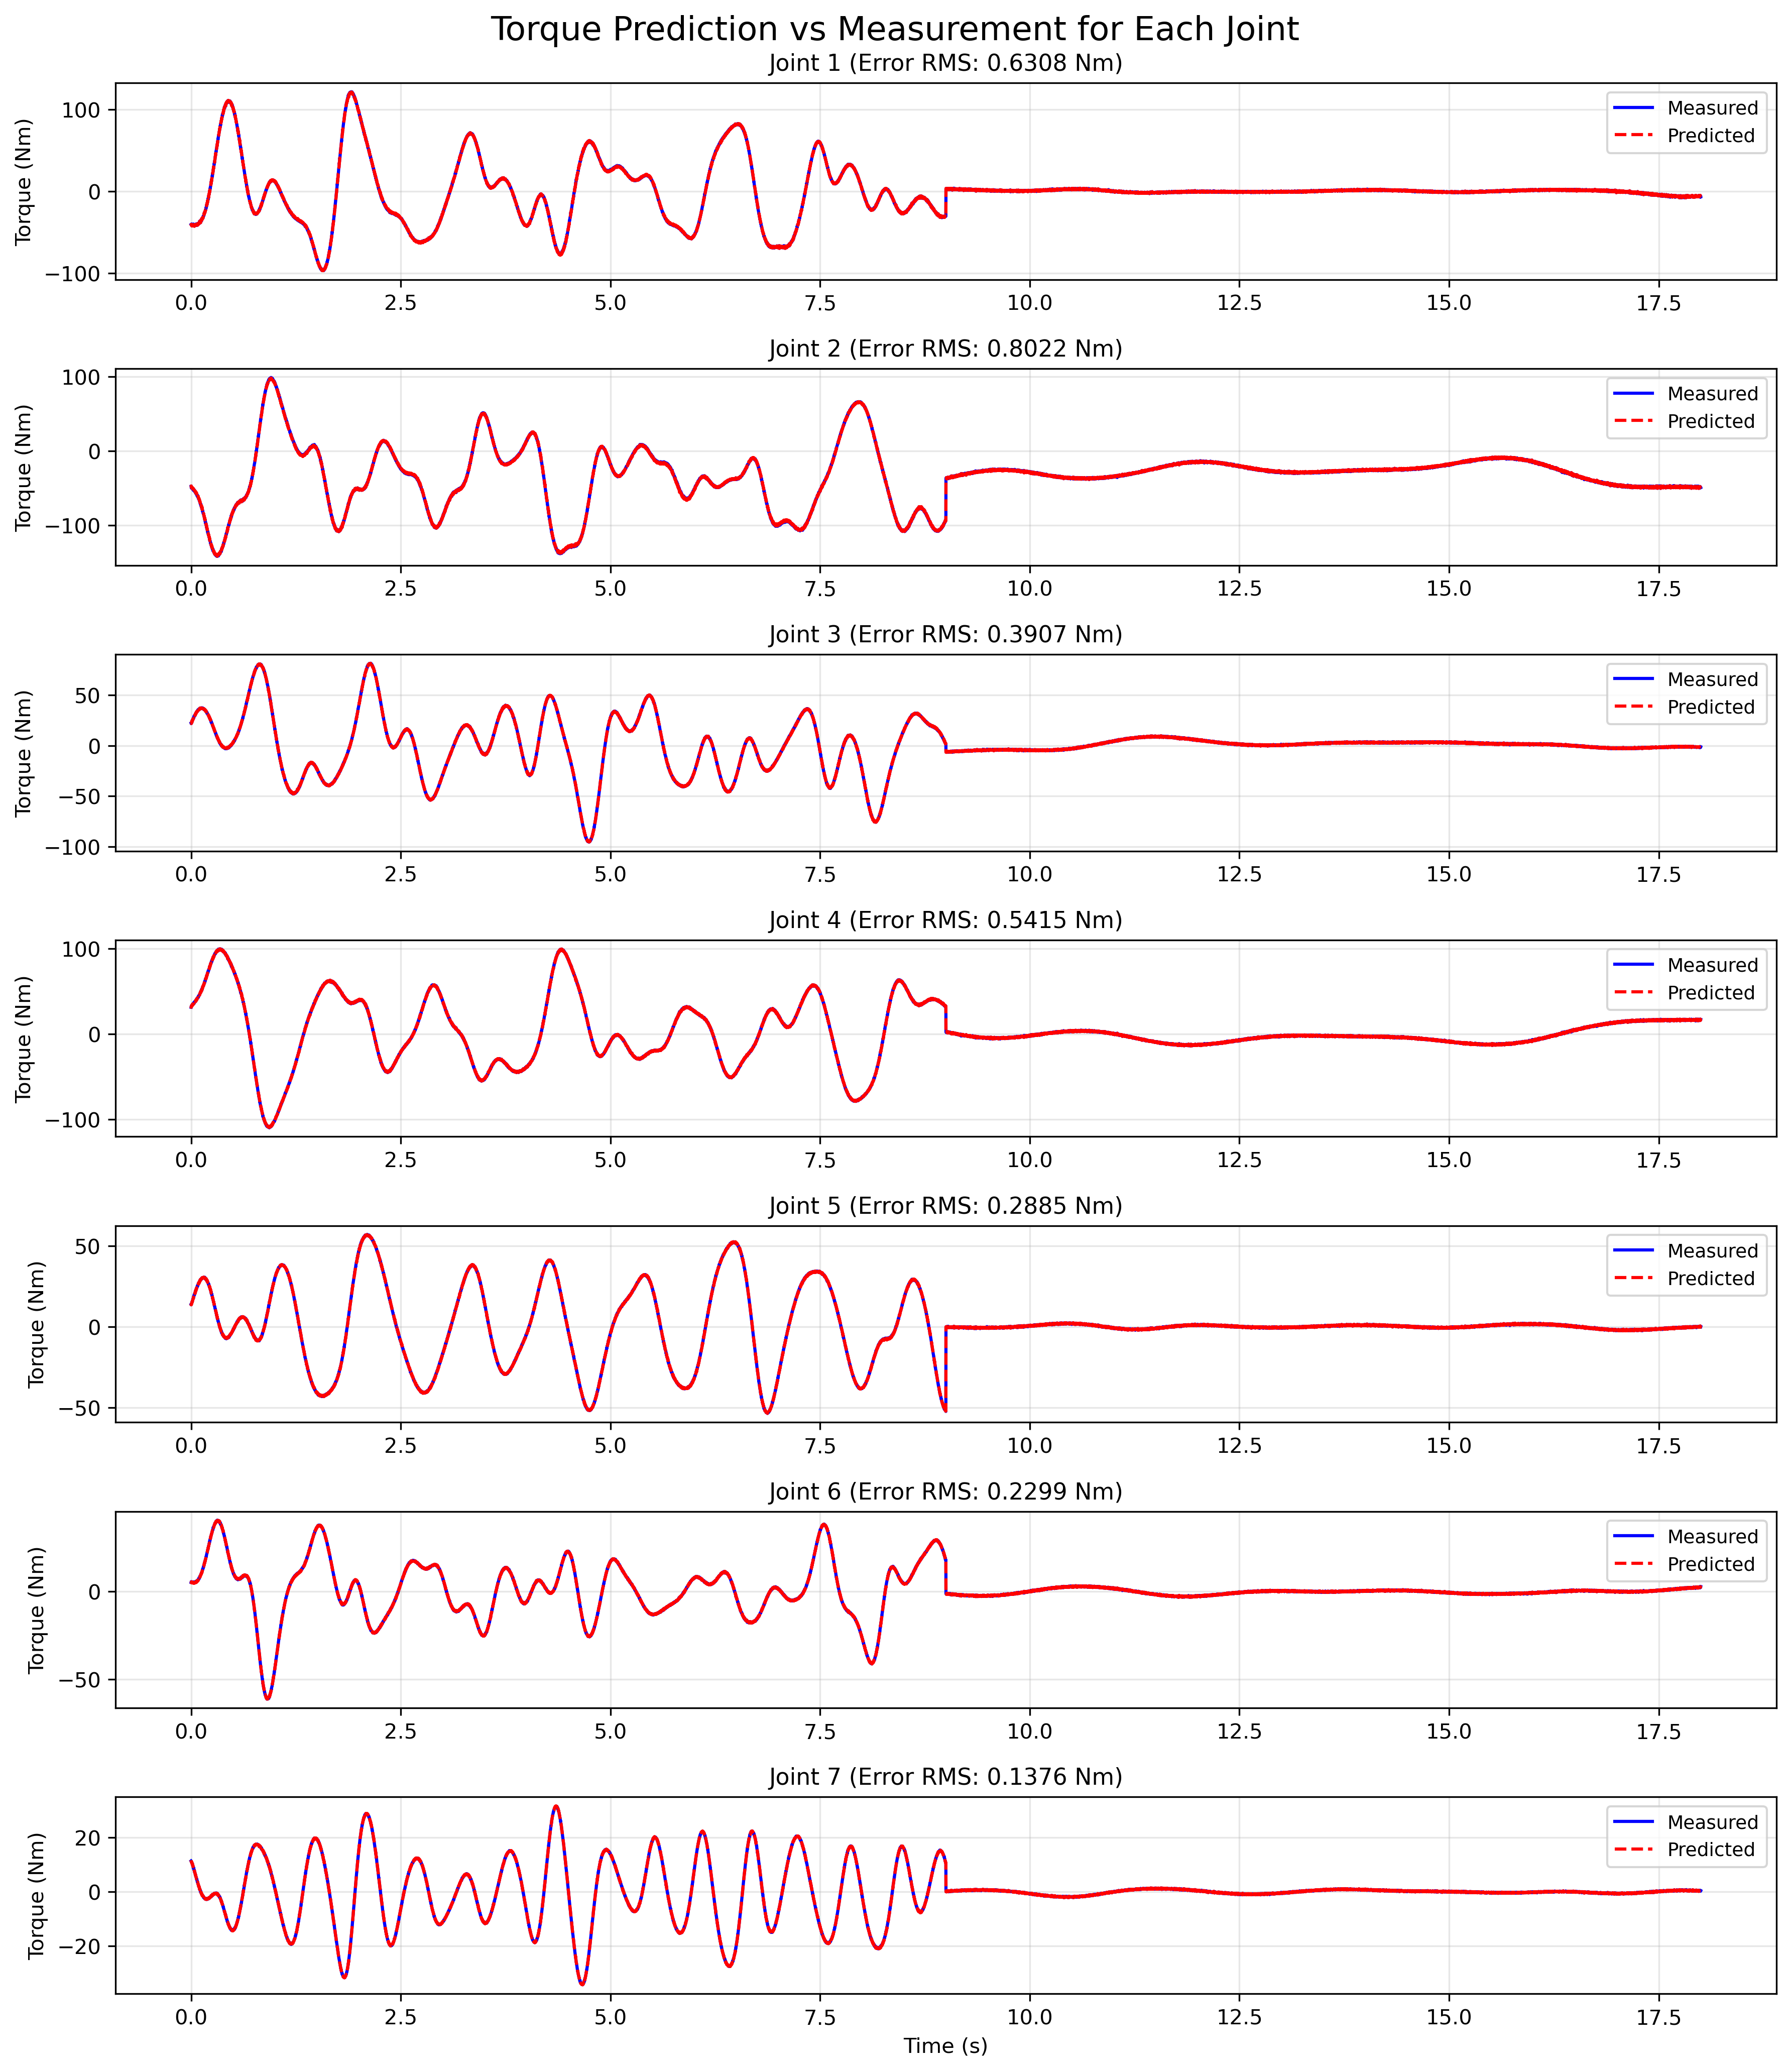 Torque Prediction vs Measurement for Each Joint
Joint 1 (Error RMS: 0.6308 Nm)
Torque (Nm)
100
0
−100
Measured
Predicted
0.0 2.5 5.0 7.5 10.0 12.5 15.0 17.5
Joint 2 (Error RMS: 0.8022 Nm)
Torque (Nm)
100
0
−100
Measured
Predicted
0.0 2.5 5.0 7.5 10.0 12.5 15.0 17.5
Joint 3 (Error RMS: 0.3907 Nm)
Torque (Nm)
50
0
−50
−100
Measured
Predicted
0.0 2.5 5.0 7.5 10.0 12.5 15.0 17.5
Joint 4 (Error RMS: 0.5415 Nm)
Torque (Nm)
100
0
−100
Measured
Predicted
0.0 2.5 5.0 7.5 10.0 12.5 15.0 17.5
Joint 5 (Error RMS: 0.2885 Nm)
Torque (Nm)
50
0
−50
Measured
Predicted
0.0 2.5 5.0 7.5 10.0 12.5 15.0 17.5
Joint 6 (Error RMS: 0.2299 Nm)
Torque (Nm)
0
−50
Measured
Predicted
0.0 2.5 5.0 7.5 10.0 12.5 15.0 17.5
Joint 7 (Error RMS: 0.1376 Nm)
Torque (Nm)
20
0
−20
Measured
Predicted
0.0 2.5 5.0 7.5 10.0 12.5 15.0 17.5
Time (s)